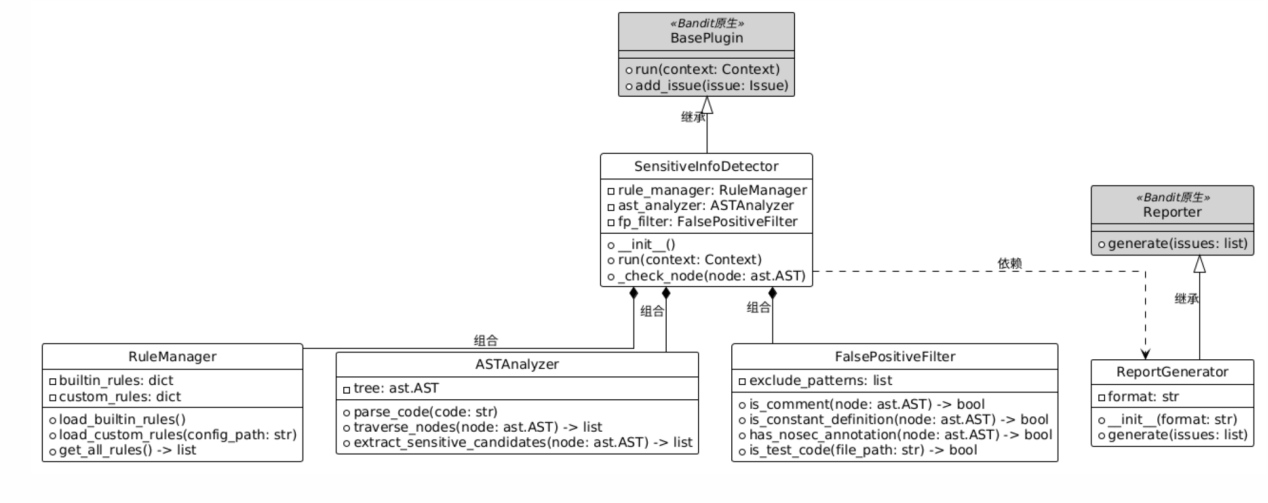 «Bandit原生»
BasePlugin
run(context: Context)
add_issue(issue: Issue)
继承
SensitiveInfoDetector
rule_manager: RuleManager
ast_analyzer: ASTAnalyzer
fp_filter: FalsePositiveFilter
__init__()
run(context: Context)
_check_node(node: ast.AST)
«Bandit原生»
Reporter
generate(issues: list)
依赖
继承
组合
组合
组合
RuleManager
builtin_rules: dict
custom_rules: dict
load_builtin_rules()
load_custom_rules(config_path: str)
get_all_rules() -> list
ASTAnalyzer
tree: ast.AST
parse_code(code: str)
traverse_nodes(node: ast.AST) -> list
extract_sensitive_candidates(node: ast.AST) -> list
FalsePositiveFilter
exclude_patterns: list
is_comment(node: ast.AST) -> bool
is_constant_definition(node: ast.AST) -> bool
has_nosec_annotation(node: ast.AST) -> bool
is_test_code(file_path: str) -> bool
ReportGenerator
format: str
__init__(format: str)
generate(issues: list)